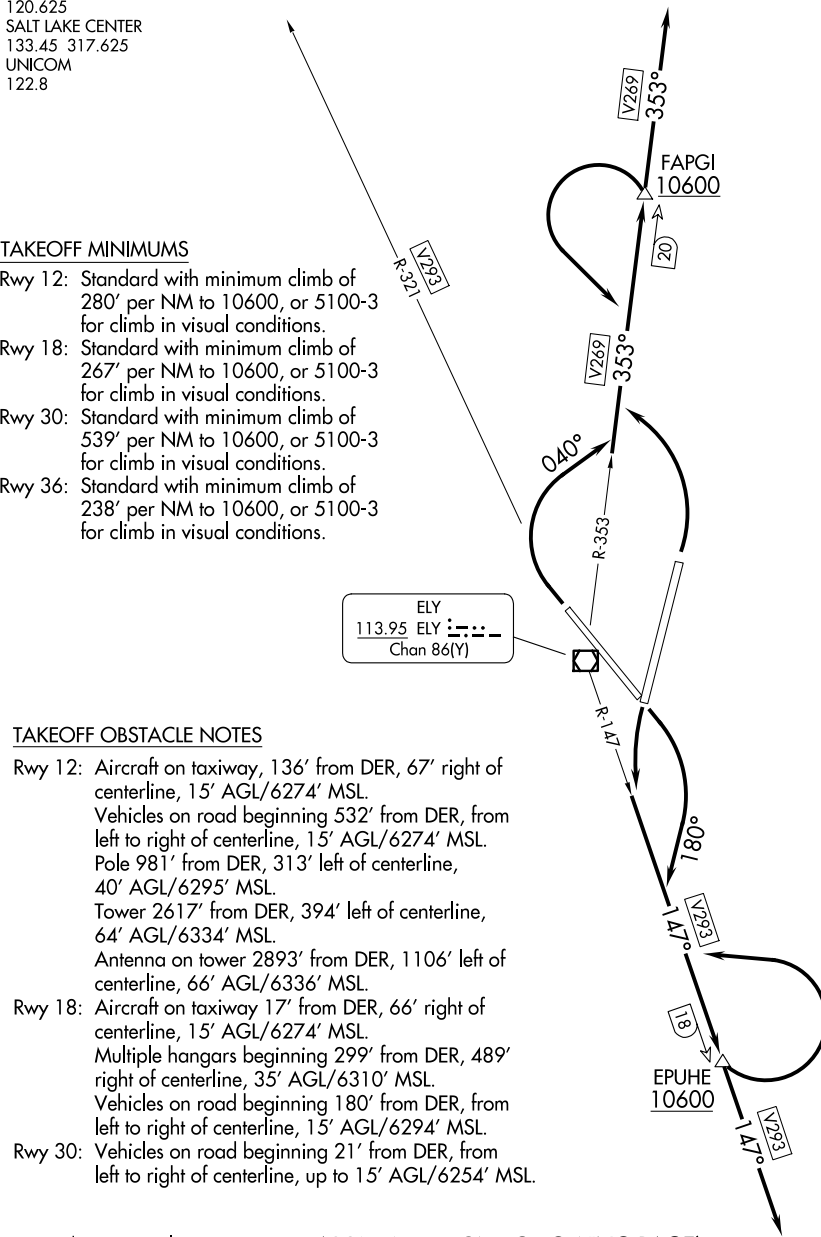 120.625
SALT LAKE CENTER
133.45 317.625
UNICOM
122.8
V269
353°
FAPGI
10600
20
V293
R-321
TAKEOFF MINIMUMS
Rwy 12: Standard with minimum climb of
280' per NM to 10600, or 5100-3
for climb in visual conditions.
Rwy 18: Standard with minimum climb of
267' per NM to 10600, or 5100-3
for climb in visual conditions.
Rwy 30: Standard with minimum climb of
539' per NM to 10600, or 5100-3
for climb in visual conditions.
Rwy 36: Standard wtih minimum climb of
238' per NM to 10600, or 5100-3
for climb in visual conditions.
V269
353°
040°
R-353
ELY
113.95 ELY
Chan 86(Y)
R-147
180°
V293
147°
18
EPUHE
10600
V293
147°
TAKEOFF OBSTACLE NOTES
Rwy 12: Aircraft on taxiway, 136' from DER, 67' right of
centerline, 15' AGL/6274' MSL.
Vehicles on road beginning 532' from DER, from
left to right of centerline, 15' AGL/6274' MSL.
Pole 981' from DER, 313' left of centerline,
40' AGL/6295' MSL.
Tower 2617' from DER, 394' left of centerline,
64' AGL/6334' MSL.
Antenna on tower 2893' from DER, 1106' left of
centerline, 66' AGL/6336' MSL.
Rwy 18: Aircraft on taxiway 17' from DER, 66' right of
centerline, 15' AGL/6274' MSL.
Multiple hangars beginning 299' from DER, 489'
right of centerline, 35' AGL/6310' MSL.
Vehicles on road beginning 180' from DER, from
left to right of centerline, 15' AGL/6294' MSL.
Rwy 30: Vehicles on road beginning 21' from DER, from
left to right of centerline, up to 15' AGL/6254' MSL.